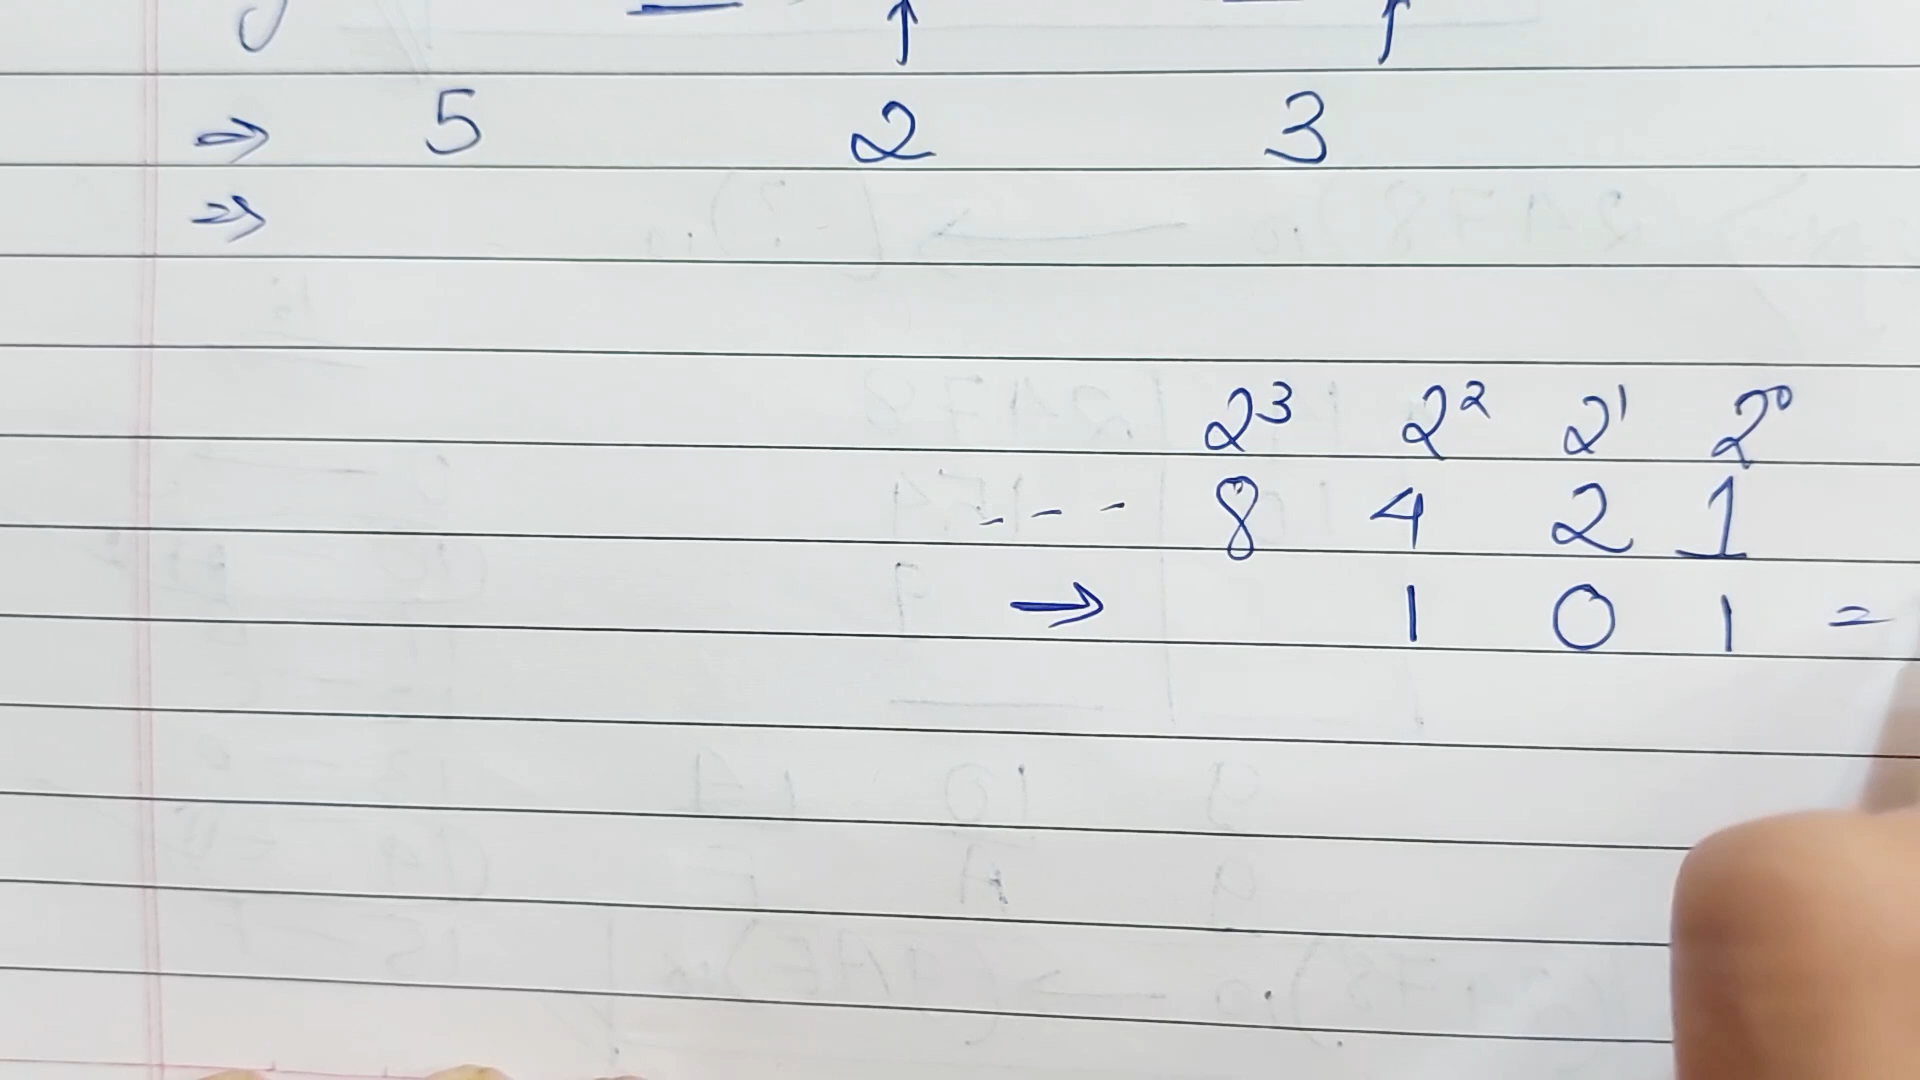 ⇒ 5 2 3
⇒
2³ 2² 2¹ 2⁰
--- 8 4 2 1
→ 1 0 1 =